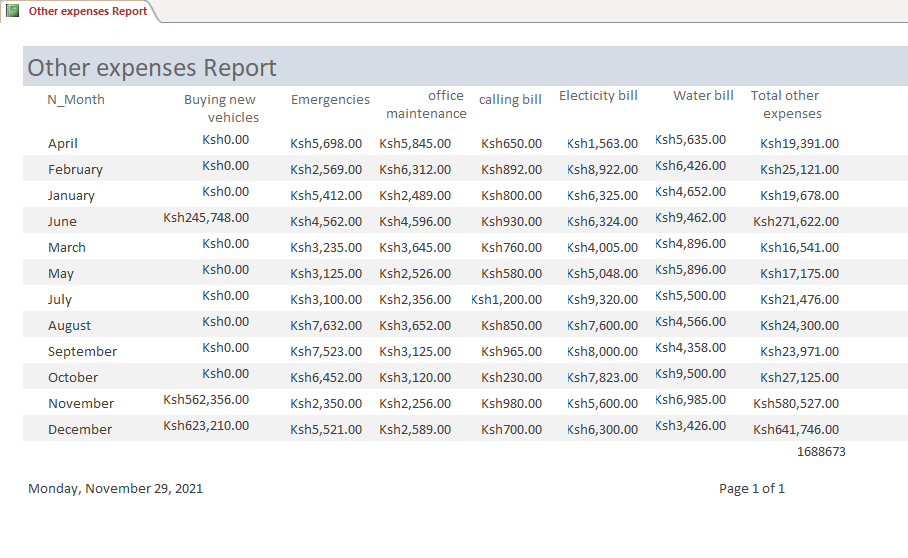 Other expenses Report
Other expenses Report
N_Month Buying new vehicles Emergencies office maintenance calling bill Electicity bill Water bill Total other expenses
April Ksh0.00 Ksh5,698.00 Ksh5,845.00 Ksh650.00 Ksh1,563.00 Ksh5,635.00 Ksh19,391.00
February Ksh0.00 Ksh2,569.00 Ksh6,312.00 Ksh892.00 Ksh8,922.00 Ksh6,426.00 Ksh25,121.00
January Ksh0.00 Ksh5,412.00 Ksh2,489.00 Ksh800.00 Ksh6,325.00 Ksh4,652.00 Ksh19,678.00
June Ksh245,748.00 Ksh4,562.00 Ksh4,596.00 Ksh930.00 Ksh6,324.00 Ksh9,462.00 Ksh271,622.00
March Ksh0.00 Ksh3,235.00 Ksh3,645.00 Ksh760.00 Ksh4,005.00 Ksh4,896.00 Ksh16,541.00
May Ksh0.00 Ksh3,125.00 Ksh2,526.00 Ksh580.00 Ksh5,048.00 Ksh5,896.00 Ksh17,175.00
July Ksh0.00 Ksh3,100.00 Ksh2,356.00 Ksh1,200.00 Ksh9,320.00 Ksh5,500.00 Ksh21,476.00
August Ksh0.00 Ksh7,632.00 Ksh3,652.00 Ksh850.00 Ksh7,600.00 Ksh4,566.00 Ksh24,300.00
September Ksh0.00 Ksh7,523.00 Ksh3,125.00 Ksh965.00 Ksh8,000.00 Ksh4,358.00 Ksh23,971.00
October Ksh0.00 Ksh6,452.00 Ksh3,120.00 Ksh230.00 Ksh7,823.00 Ksh9,500.00 Ksh27,125.00
November Ksh562,356.00 Ksh2,350.00 Ksh2,256.00 Ksh980.00 Ksh5,600.00 Ksh6,985.00 Ksh580,527.00
December Ksh623,210.00 Ksh5,521.00 Ksh2,589.00 Ksh700.00 Ksh6,300.00 Ksh3,426.00 Ksh641,746.00
1688673
Monday, November 29, 2021 Page 1 of 1